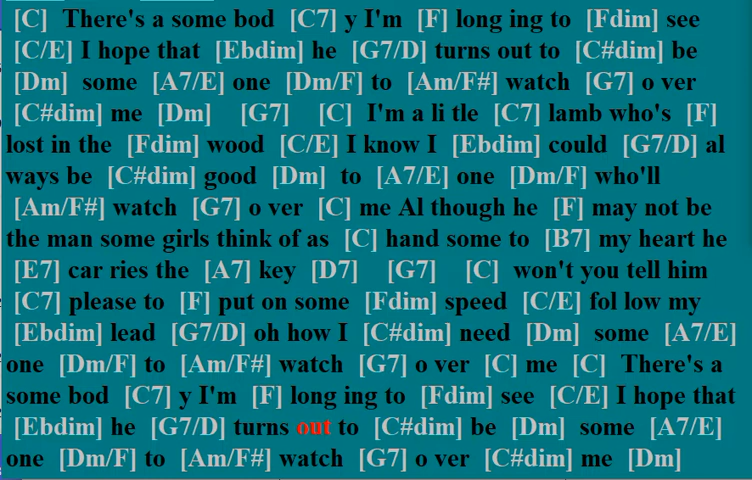 [C] There's a some bod [C7] y I'm [F] long ing to [Fdim] see
[C/E] I hope that [Ebdim] he [G7/D] turns out to [C#dim] be
[Dm] some [A7/E] one [Dm/F] to [Am/F#] watch [G7] o ver
[C#dim] me [Dm] [G7] [C] I'm a li tle [C7] lamb who's [F]
lost in the [Fdim] wood [C/E] I know I [Ebdim] could [G7/D] al
ways be [C#dim] good [Dm] to [A7/E] one [Dm/F] who'll
[Am/F#] watch [G7] o ver [C] me Al though he [F] may not be
the man some girls think of as [C] hand some to [B7] my heart he
[E7] car ries the [A7] key [D7] [G7] [C] won't you tell him
[C7] please to [F] put on some [Fdim] speed [C/E] fol low my
[Ebdim] lead [G7/D] oh how I [C#dim] need [Dm] some [A7/E]
one [Dm/F] to [Am/F#] watch [G7] o ver [C] me [C] There's a
some bod [C7] y I'm [F] long ing to [Fdim] see [C/E] I hope that
[Ebdim] he [G7/D] turns out to [C#dim] be [Dm] some [A7/E]
one [Dm/F] to [Am/F#] watch [G7] o ver [C#dim] me [Dm]